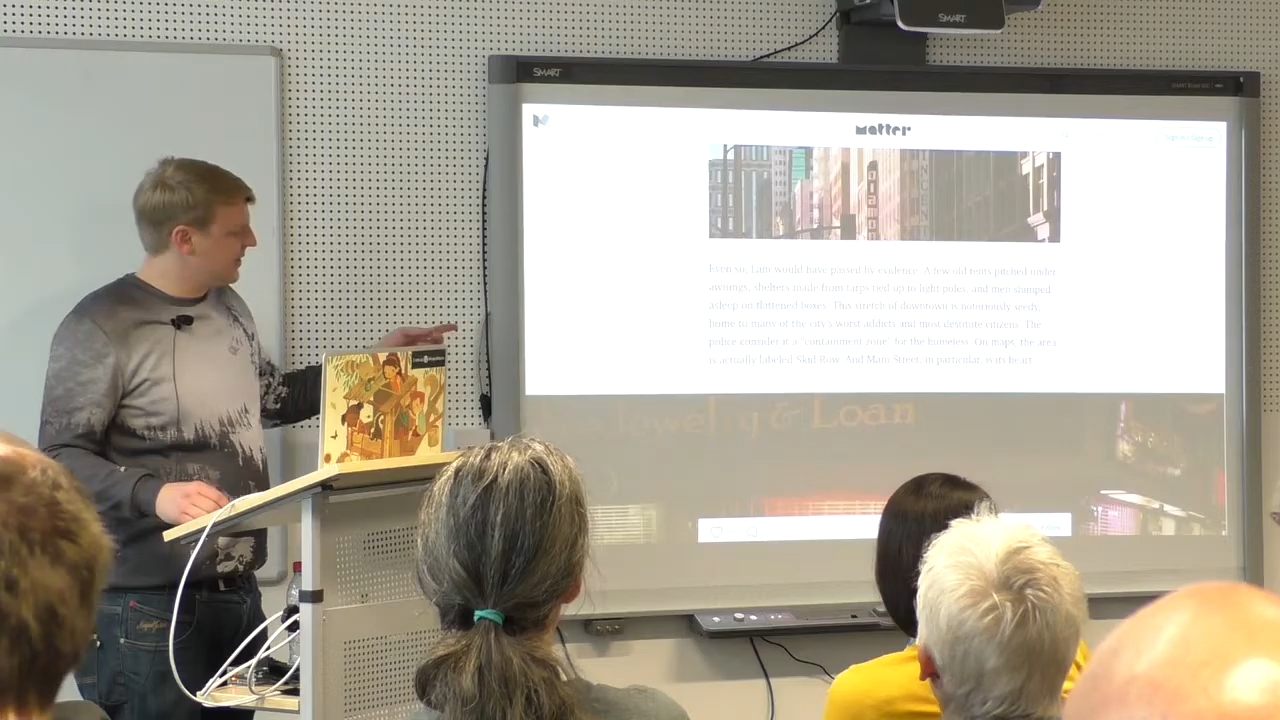 SMART
SMART
matter
Diamond
Even so, Lam would have passed by evidence. A few old tents pitched under
awnings, shelters made from tarps tied up to light poles, and men slumped
asleep on flattened boxes. This stretch of downtown is notoriously seedy,
home to many of the city's worst addicts and most destitute citizens. The
police consider it a "containment zone" for the homeless. On maps, the area
is actually labeled Skid Row. And Main Street, in particular, is its heart.
Jewelry & Loan